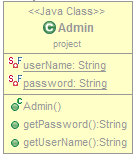 <<Java Class>>
Admin
project
userName: String
password: String
Admin()
getPassword():String
getUserName():String